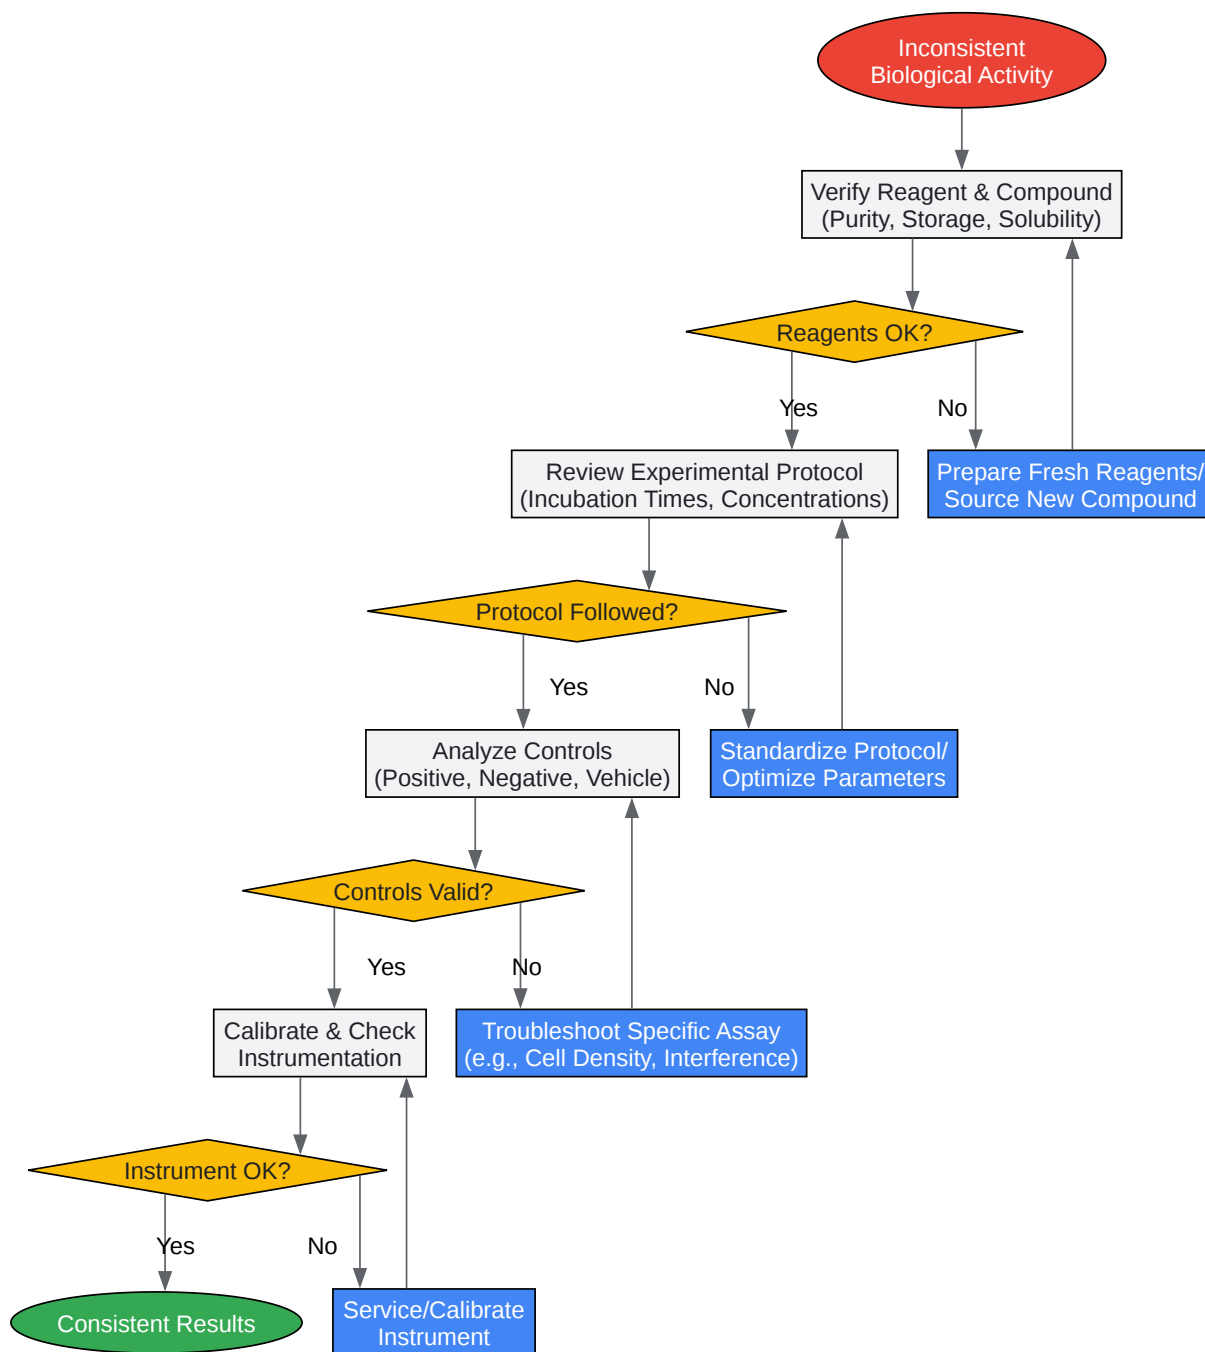 Inconsistent
Biological Activity
Verify Reagent & Compound
(Purity, Storage, Solubility)
Reagents OK?
Yes
No
Review Experimental Protocol
(Incubation Times, Concentrations)
Prepare Fresh Reagents/
Source New Compound
Protocol Followed?
Yes
No
Analyze Controls
(Positive, Negative, Vehicle)
Standardize Protocol/
Optimize Parameters
Controls Valid?
Yes
No
Calibrate & Check
Instrumentation
Troubleshoot Specific Assay
(e.g., Cell Density, Interference)
Instrument OK?
Yes
No
Consistent Results
Service/Calibrate
Instrument